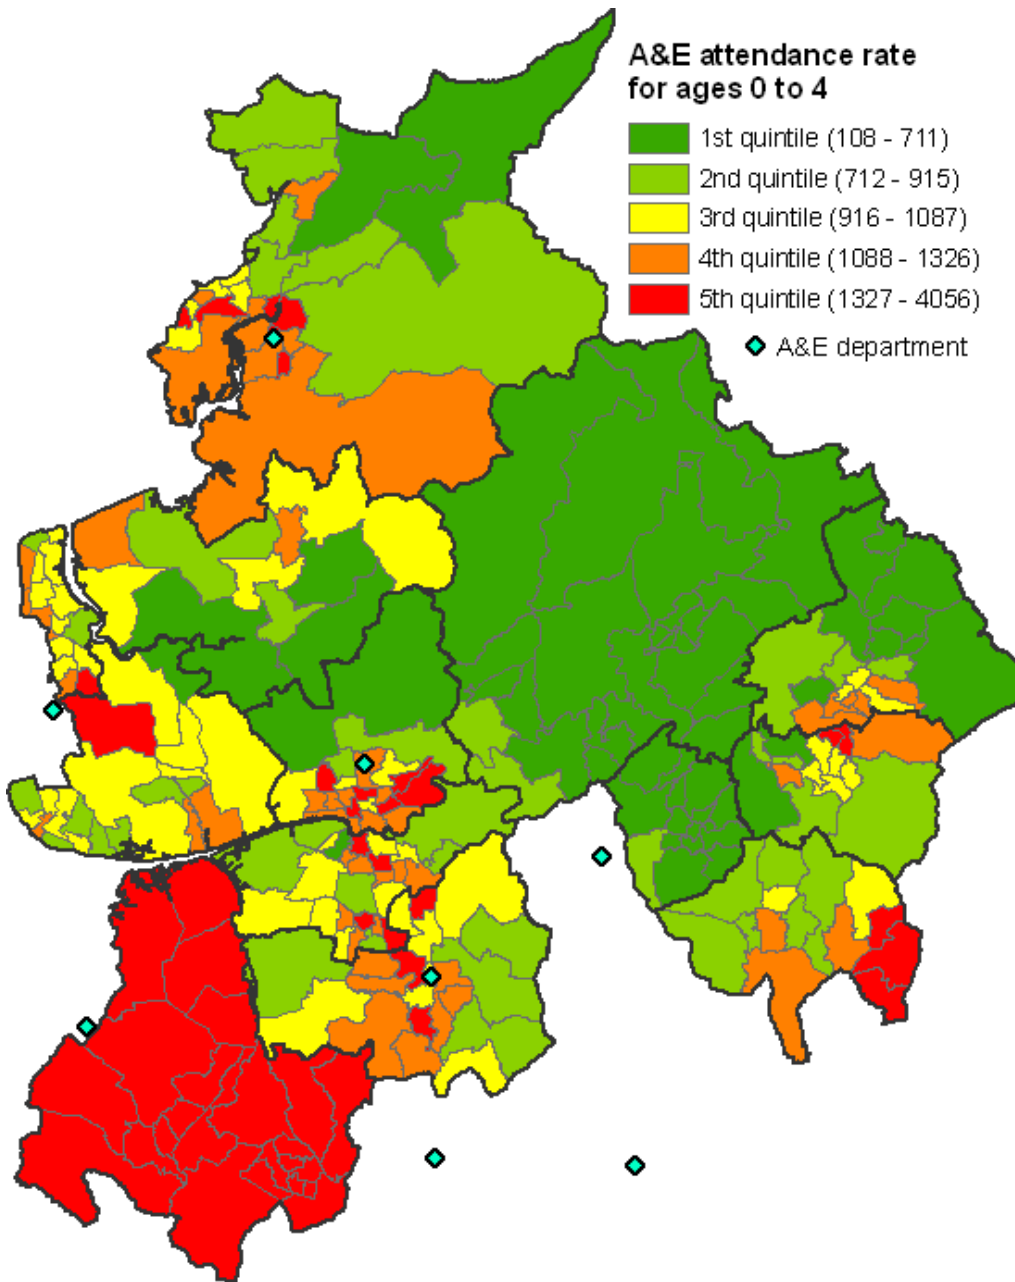 A&E attendance rate
for ages 0 to 4
1st quintile (108 - 711)
2nd quintile (712 - 915)
3rd quintile (916 - 1087)
4th quintile (1088 - 1326)
5th quintile (1327 - 4056)
A&E department